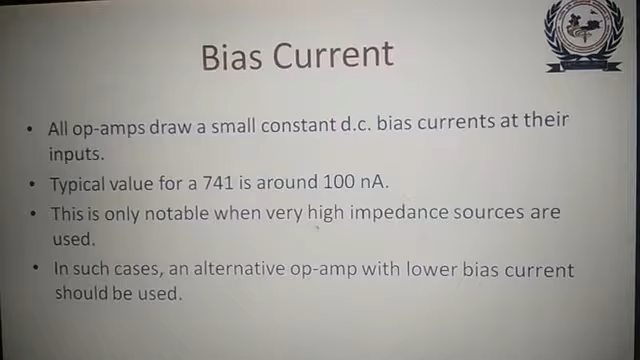 Bias Current
• All op-amps draw a small constant d.c. bias currents at their
inputs.
• Typical value for a 741 is around 100 nA.
• This is only notable when very high impedance sources are
used.
• In such cases, an alternative op-amp with lower bias current
should be used.